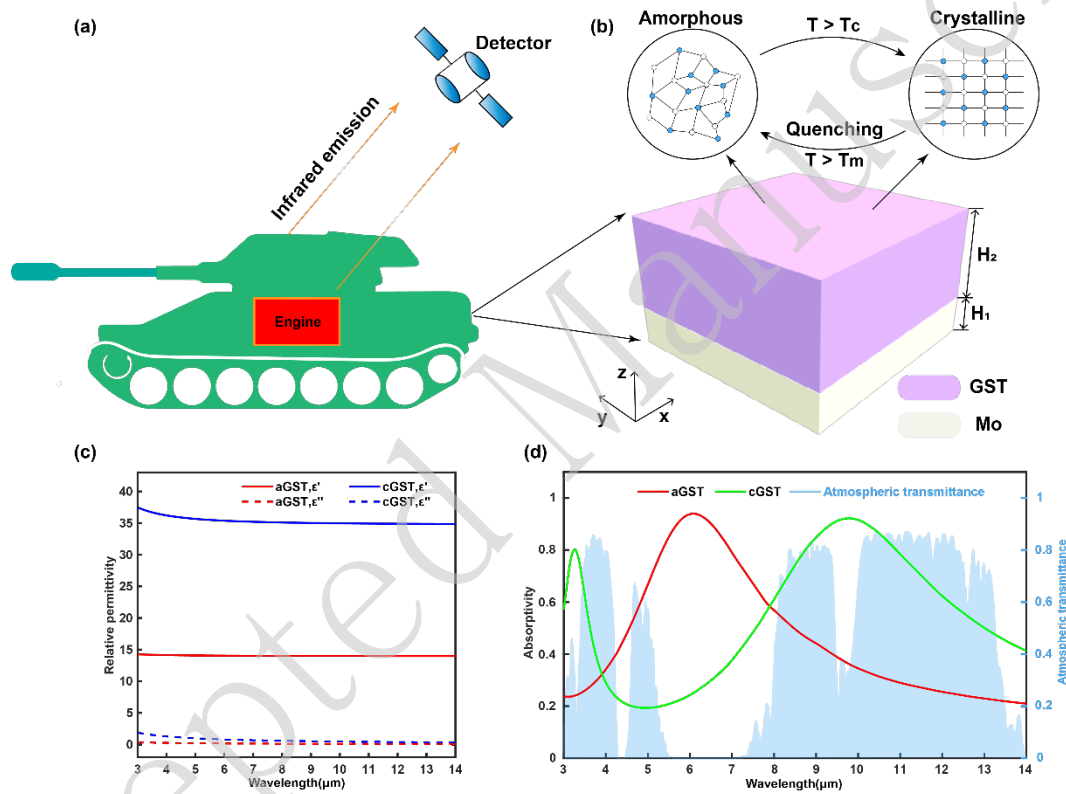 (a)
Detector
Infrared emission
Engine
(b)
Amorphous
Crystalline
T > Tc
Quenching
T > Tm
H₂
H₁
z
y
x
GST
Mo
(c)
aGST,ε'
cGST,ε'
aGST,ε''
cGST,ε''
40
35
30
25
20
15
10
5
0
Relative permittivity
3 4 5 6 7 8 9 10 11 12 13 14
Wavelength(μm)
(d)
aGST
cGST
Atmospheric transmittance
1
0.8
0.6
0.4
0.2
0
Absorptivity
1
0.8
0.6
0.4
0.2
0
Atmospheric transmittance
3 4 5 6 7 8 9 10 11 12 13 14
Wavelength(μm)
epted Manusc